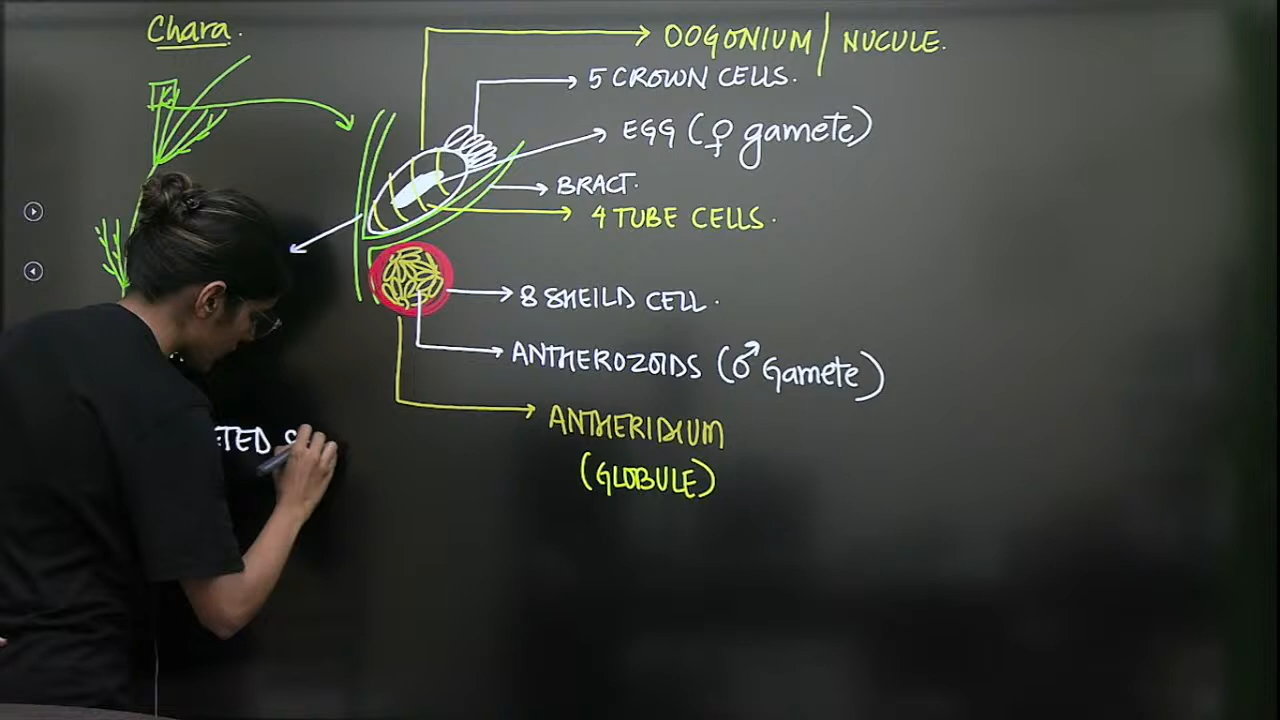 Chara.
OOGONIUM / NUCULE.
5 CROWN CELLS.
EGG (♀ gamete)
BRACT.
4 TUBE CELLS.
8 SHEILD CELL.
ANTHEROZOIDS (♂ Gamete)
ANTHERIDIUM
(GLOBULE)